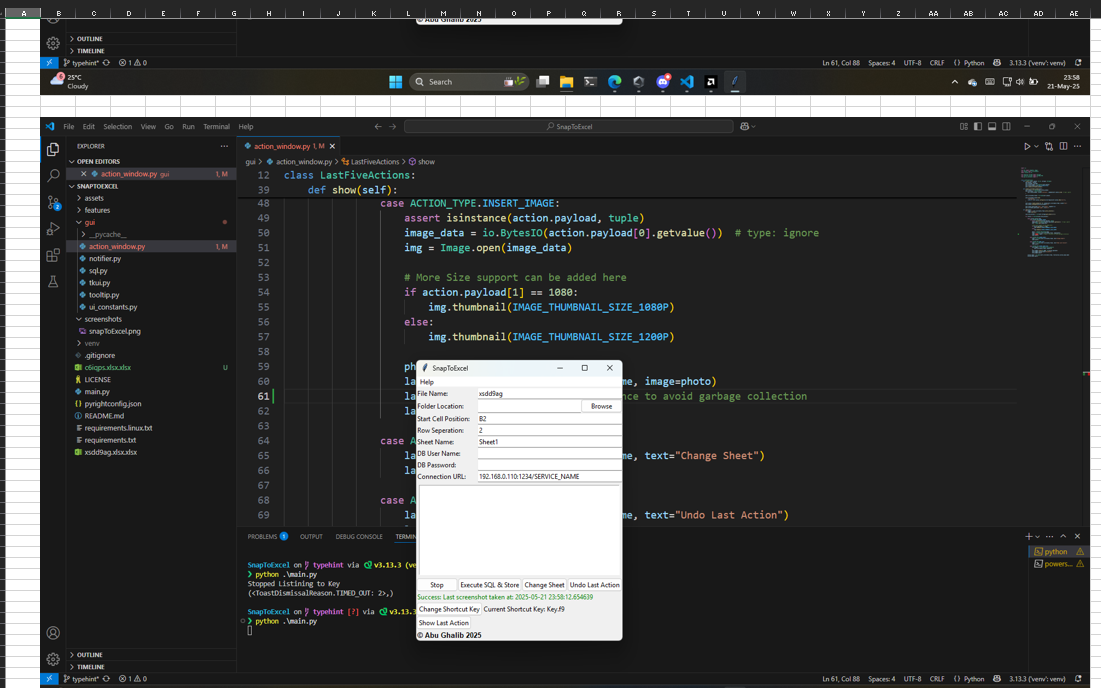 A B C D E F G H I J K L M N O P Q R S T U V W X Y Z AA AB AC AD AE
© Abu Ghalib 2025
OUTLINE
TIMELINE
typehint* 1 0 Ln 61, Col 88 Spaces: 4 UTF-8 CRLF {} Python 3.13.3 ('venv': venv)
25°C
Cloudy
Search
23:58
21-May-25
File Edit Selection View Go Run Terminal Help SnapToExcel
EXPLORER
OPEN EDITORS
action_window.py gui 1, M
SNAPTOEXCEL
assets
features
gui
__pycache__
action_window.py 1, M
notifier.py
sql.py
tkui.py
tooltip.py
ui_constants.py
screenshots
snapToExcel.png
venv
.gitignore
c6iqps.xlsx.xlsx U
LICENSE
main.py
pyrightconfig.json
README.md
requirements.linux.txt
requirements.txt
xsdd9ag.xlsx.xlsx
OUTLINE
TIMELINE
action_window.py 1, M
gui > action_window.py > LastFiveActions > show
12 class LastFiveActions:
39 def show(self):
48 case ACTION_TYPE.INSERT_IMAGE:
49 assert isinstance(action.payload, tuple)
50 image_data = io.BytesIO(action.payload[0].getvalue()) # type: ignore
51 img = Image.open(image_data)
52
53 # More Size support can be added here
54 if action.payload[1] == 1080:
55 img.thumbnail(IMAGE_THUMBNAIL_SIZE_1080P)
56 else:
57 img.thumbnail(IMAGE_THUMBNAIL_SIZE_1200P)
58
59 ph
60 la me, image=photo)
61 la nce to avoid garbage collection
62 la
63
64 case A
65 la me, text="Change Sheet")
66 la
67
68 case A
69 la me, text="Undo Last Action")
SnapToExcel
Help
File Name: xsdd9ag
Folder Location: Browse
Start Cell Position: B2
Row Seperation: 2
Sheet Name: Sheet1
DB User Name:
DB Password:
Connection URL: 192.168.0.110:1234/SERVICE_NAME
Stop Execute SQL & Store Change Sheet Undo Last Action
Success: Last screenshot taken at: 2025-05-21 23:58:12.654639
Change Shortcut Key Current Shortcut Key: Key.f9
Show Last Action
© Abu Ghalib 2025
PROBLEMS 1 OUTPUT DEBUG CONSOLE TERMIN
SnapToExcel on typehint via v3.13.3 (ve
python .\main.py
Stopped Listining to Key
(<ToastDismissalReason.TIMED_OUT: 2>,)
SnapToExcel on typehint [?] via v3.13.3
python .\main.py
python
powers...
typehint* 1 0 Ln 61, Col 88 Spaces: 4 UTF-8 CRLF {} Python 3.13.3 ('venv': venv)